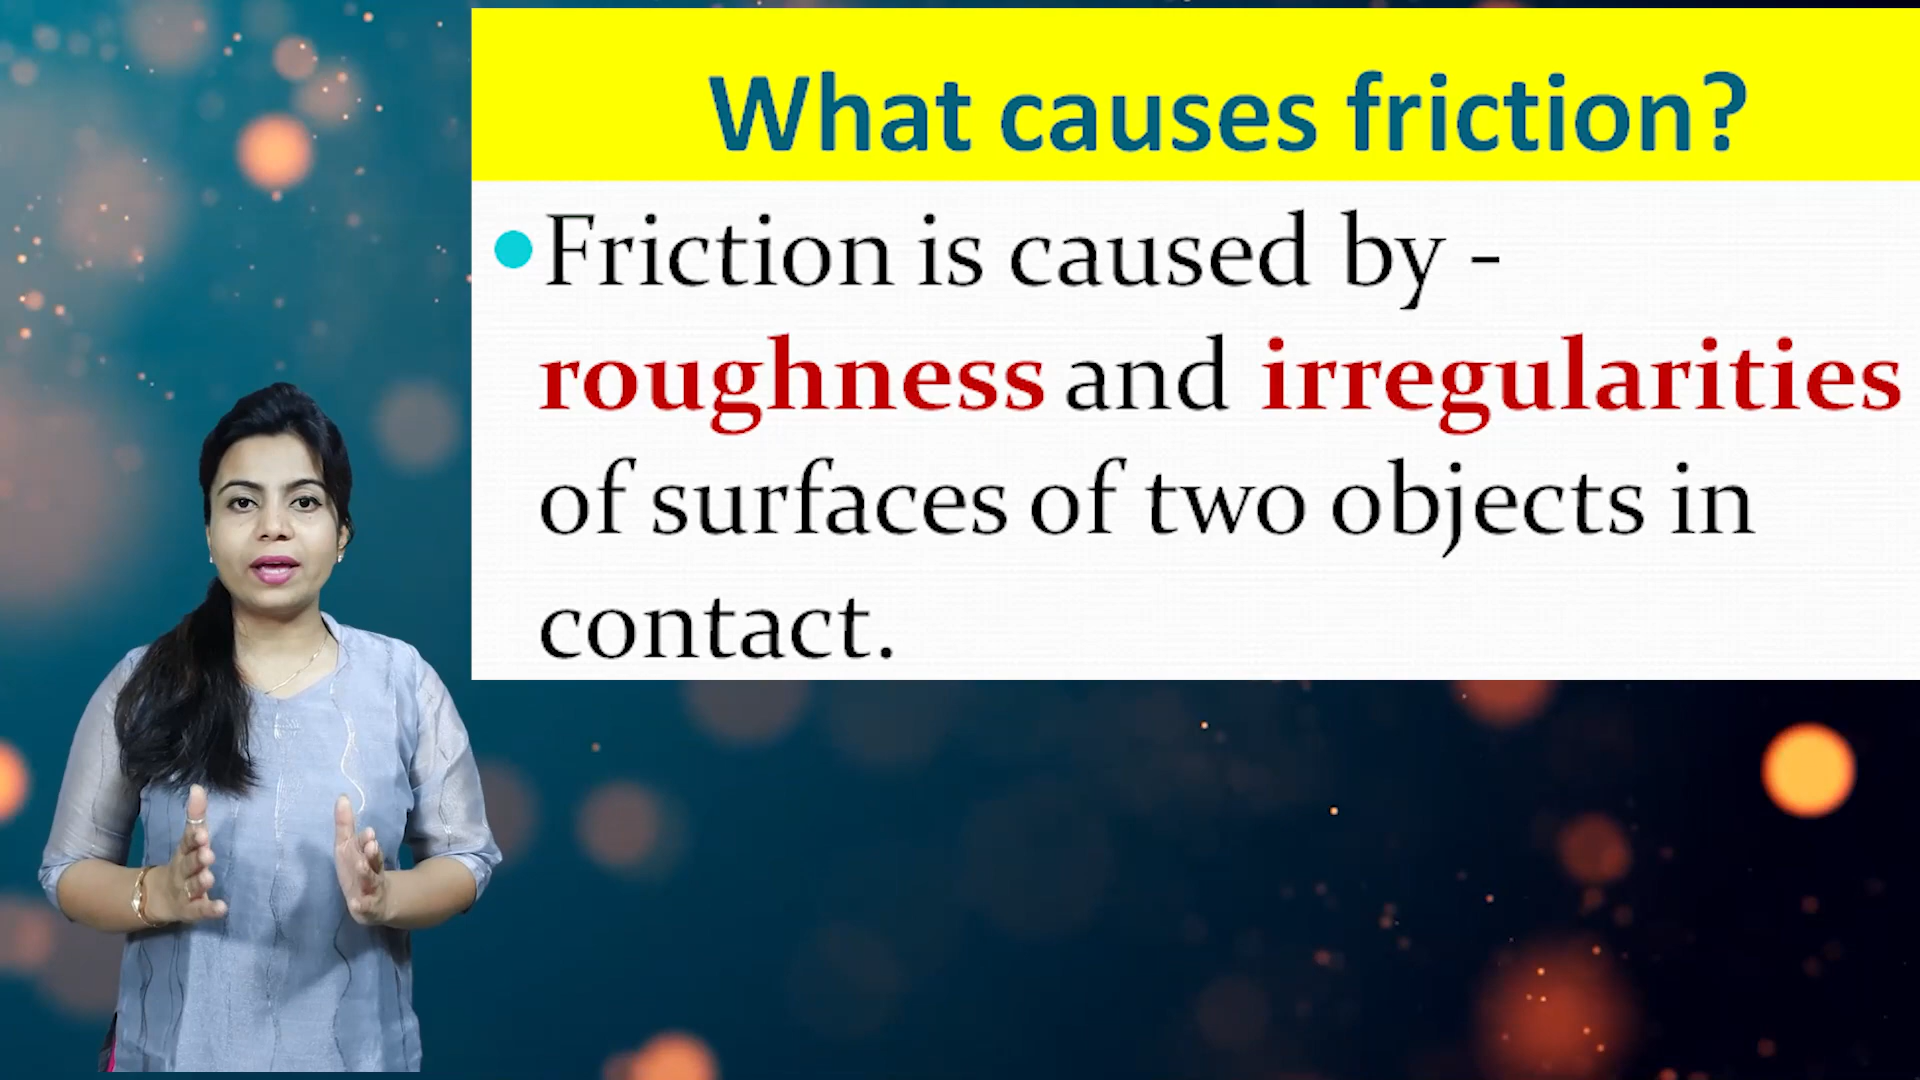 What causes friction?
•Friction is caused by -
roughness and irregularities
of surfaces of two objects in
contact.